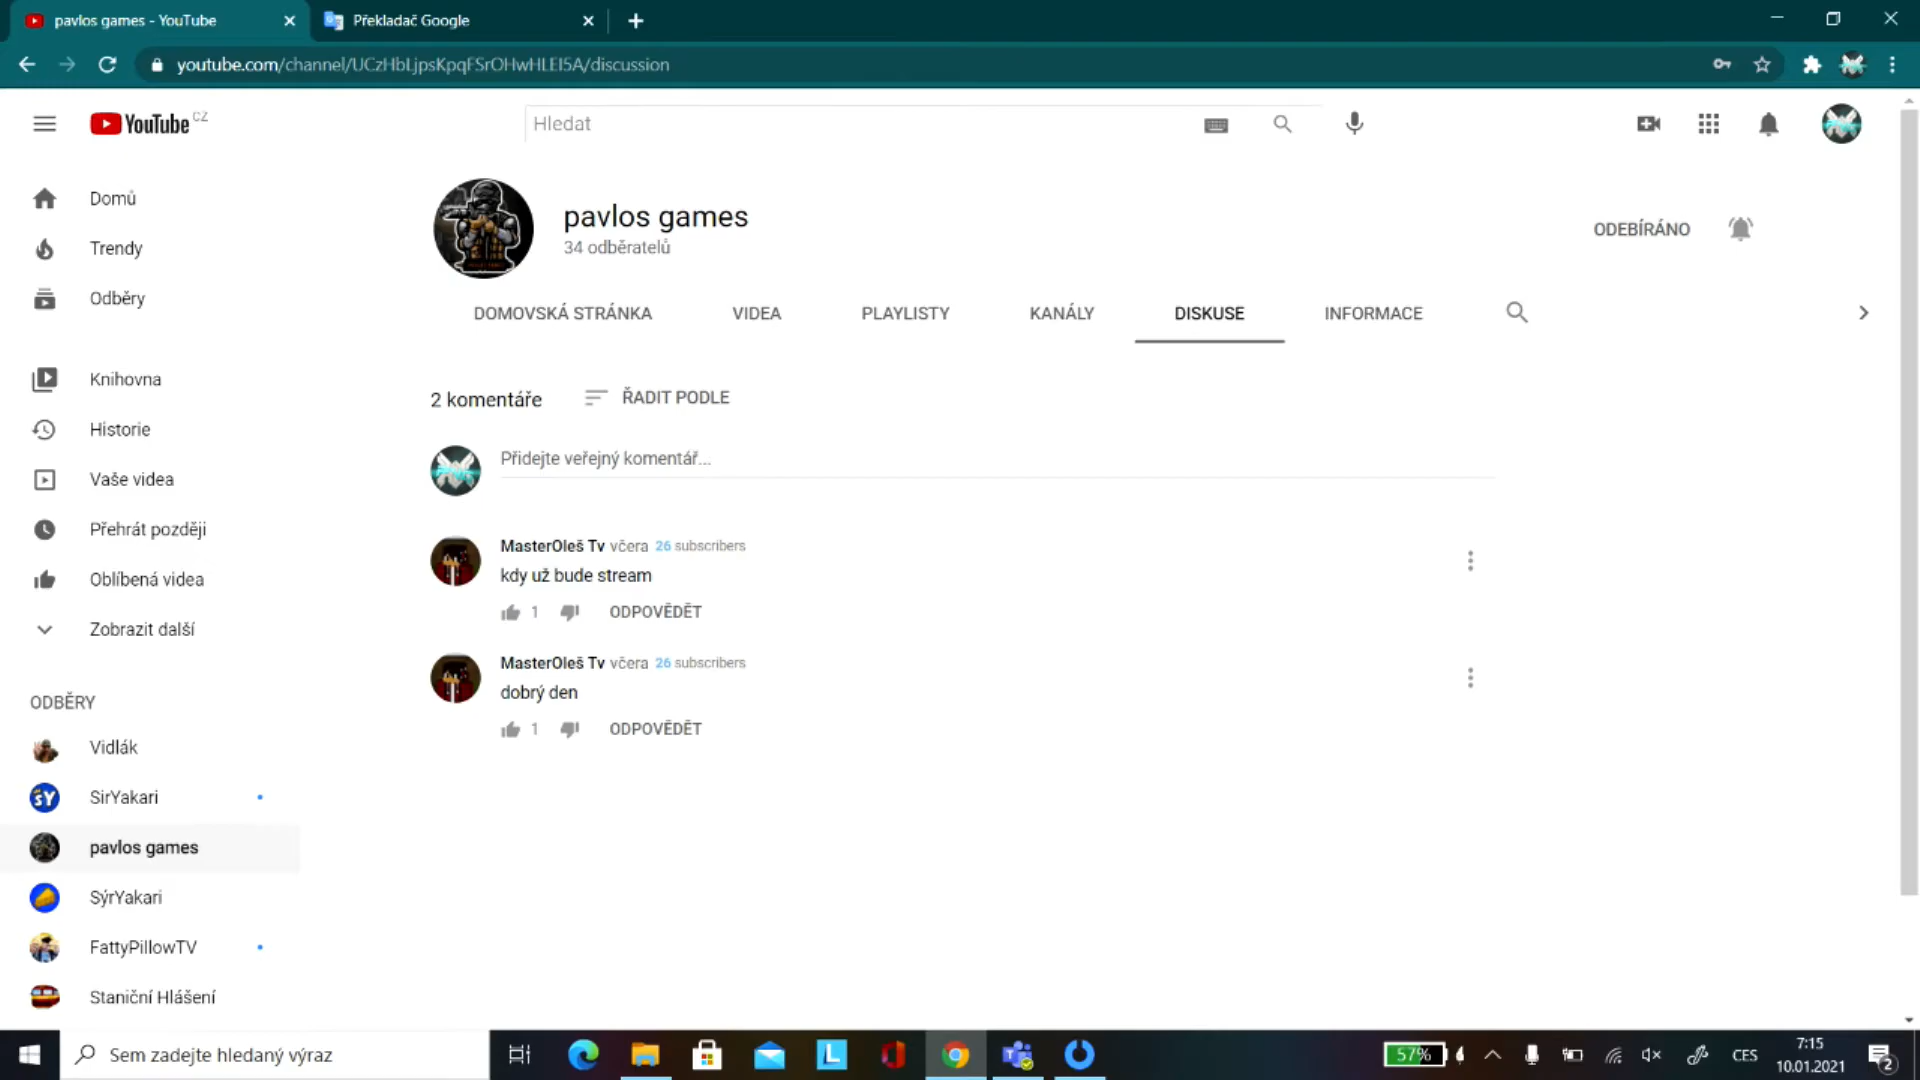 pavlos games - YouTube
Překladač Google
youtube.com/channel/UCzHbLjpsKpqFSrOHwHLEI5A/discussion
YouTube CZ
Hledat
Domů
Trendy
Odběry
Knihovna
Historie
Vaše videa
Přehrát později
Oblíbená videa
Zobrazit další
ODBĚRY
Vidlák
SirYakari
pavlos games
SýrYakari
FattyPillowTV
Staniční Hlášení
pavlos games
34 odběratelů
ODEBÍRÁNO
DOMOVSKÁ STRÁNKA
VIDEA
PLAYLISTY
KANÁLY
DISKUSE
INFORMACE
2 komentáře
ŘADIT PODLE
Přidejte veřejný komentář...
MasterOleš Tv včera 26 subscribers
kdy už bude stream
1
ODPOVĚDĚT
MasterOleš Tv včera 26 subscribers
dobrý den
1
ODPOVĚDĚT
Sem zadejte hledaný výraz
57%
CES
7:15
10.01.2021
2